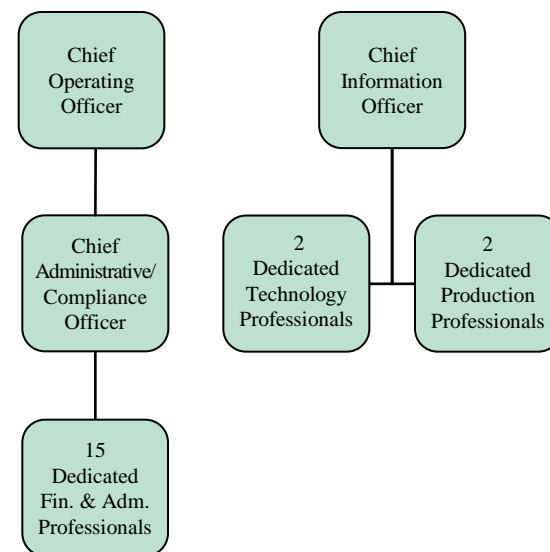 Chief
Operating
Officer
Chief
Information
Officer
Chief
Administrative/
Compliance
Officer
2
Dedicated
Technology
Professionals
2
Dedicated
Production
Professionals
15
Dedicated
Fin. & Adm.
Professionals